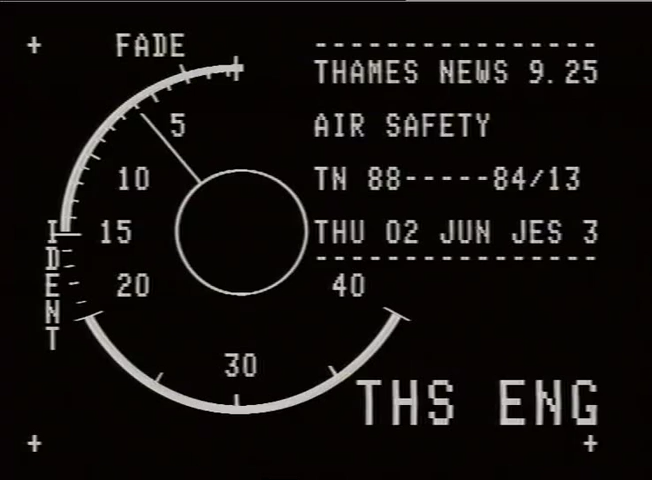 FADE
THAMES NEWS 9.25
AIR SAFETY
TN 88-----84/13
THU 02 JUN JES 3
5
10
15
20
30
40
IDENT
THS ENG